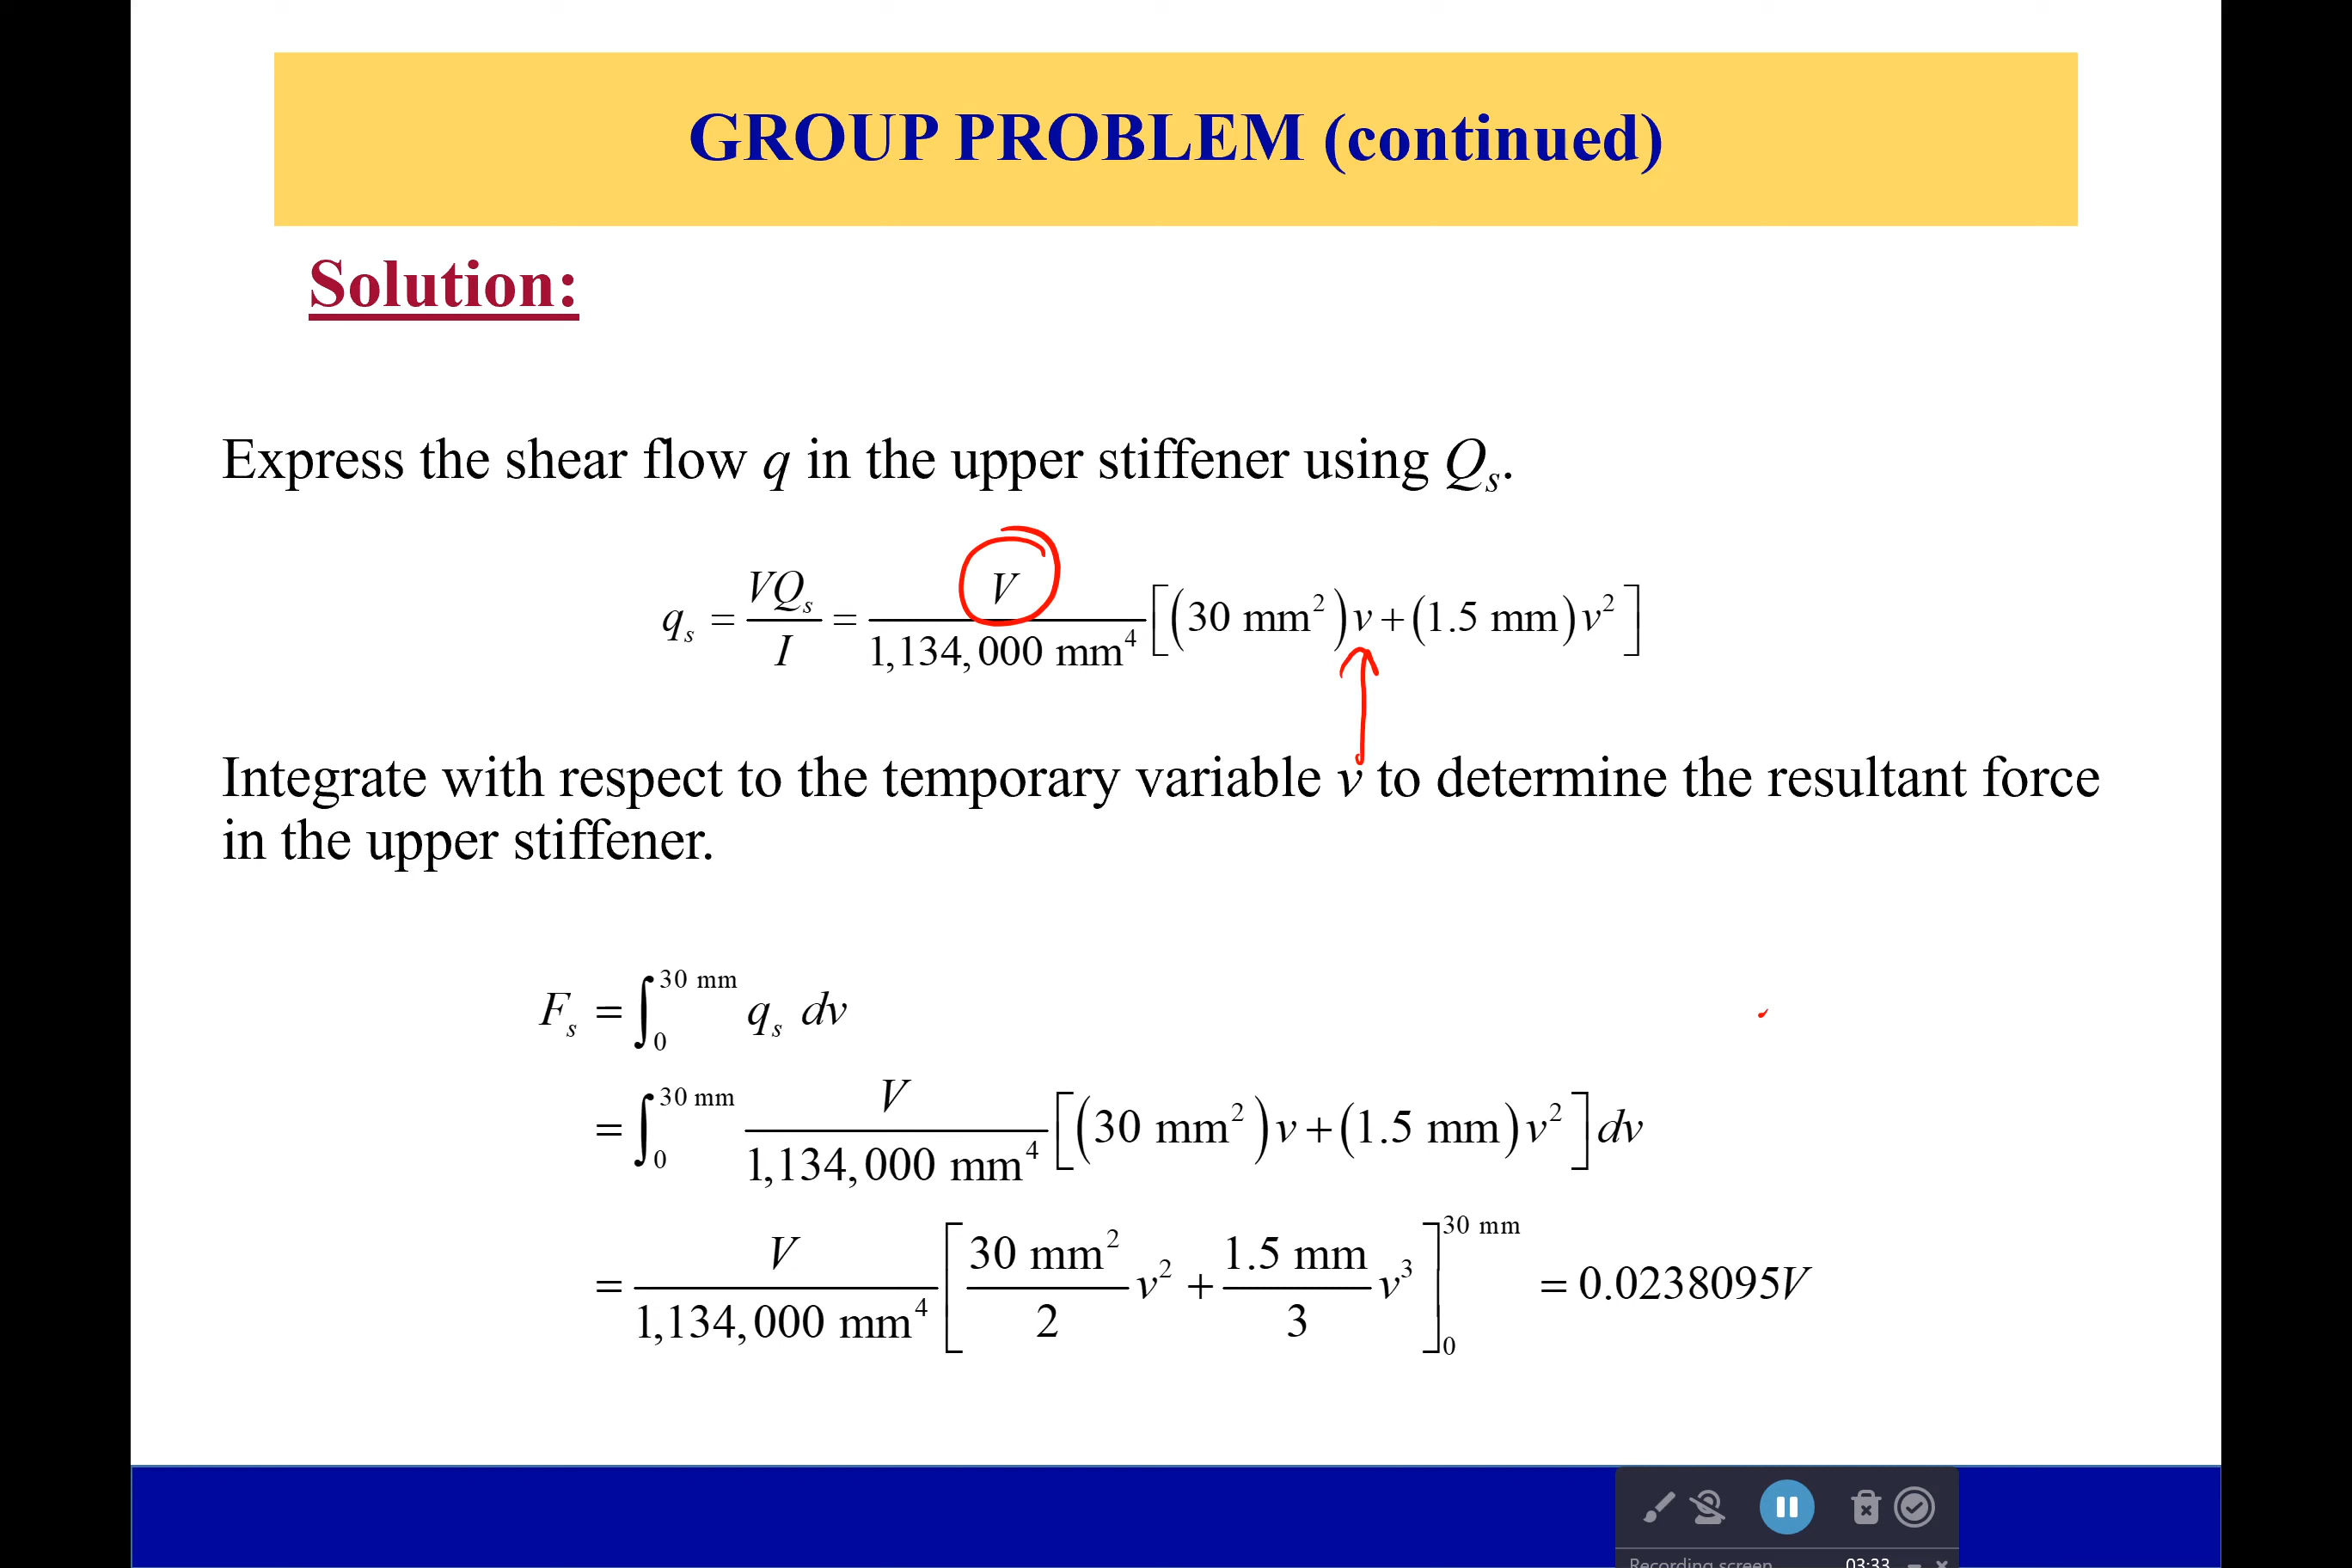 GROUP PROBLEM (continued)
Solution:
Express the shear flow q in the upper stiffener using Qₛ.
qₛ = VQₛ/I = V/1,134,000 mm⁴ [(30 mm²)v + (1.5 mm)v²]
Integrate with respect to the temporary variable v to determine the resultant force
in the upper stiffener.
Fₛ = ∫₀^30 mm qₛ dv
= ∫₀^30 mm V/1,134,000 mm⁴ [(30 mm²)v + (1.5 mm)v²] dv
= V/1,134,000 mm⁴ [30 mm²/2 v² + 1.5 mm/3 v³]₀^30 mm = 0.0238095V
Recording screen 03:33